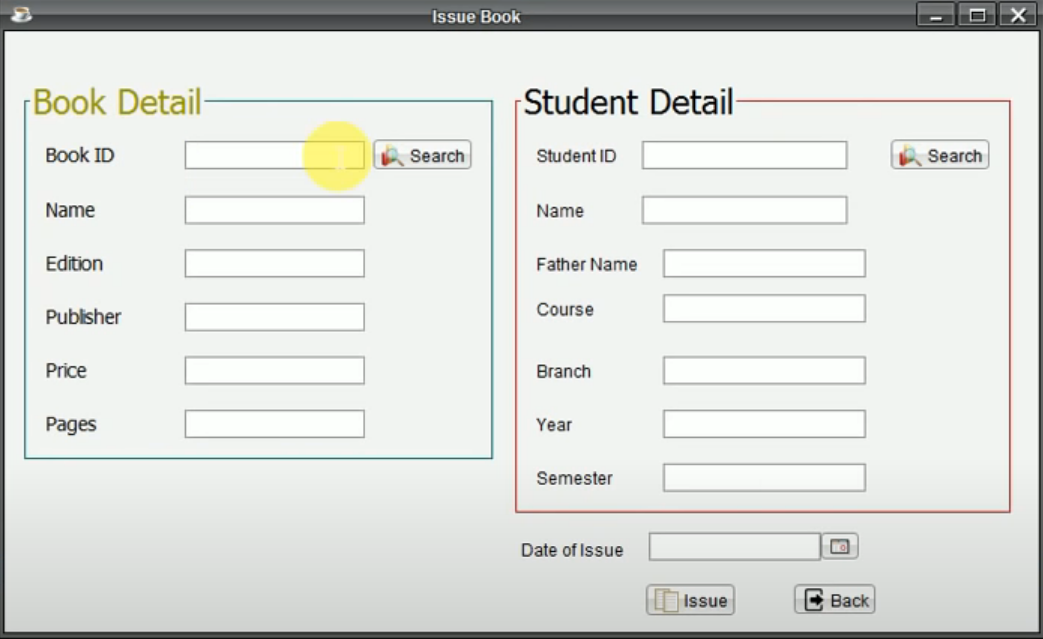 Issue Book
Book Detail
Book ID
Search
Name
Edition
Publisher
Price
Pages
Student Detail
Student ID
Search
Name
Father Name
Course
Branch
Year
Semester
Date of Issue
Issue
Back